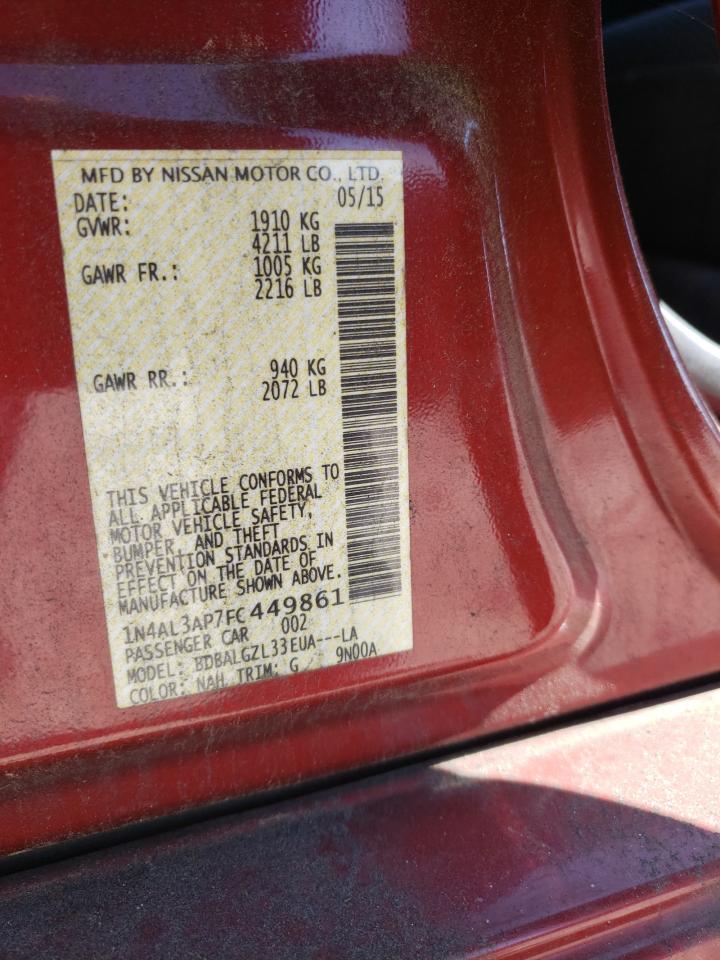 MFD BY NISSAN MOTOR CO., LTD.
DATE: 05/15
GVWR: 1910 KG
4211 LB
GAWR FR.: 1005 KG
2216 LB
GAWR RR.: 940 KG
2072 LB
THIS VEHICLE CONFORMS TO
ALL APPLICABLE FEDERAL
MOTOR VEHICLE SAFETY,
BUMPER, AND THEFT
PREVENTION STANDARDS IN
EFFECT ON THE DATE OF
MANUFACTURE SHOWN ABOVE.
1N4AL3AP7FC449861
PASSENGER CAR 002
MODEL: BDBALGZL33EUA---LA
COLOR: NAH TRIM: G 9N00A